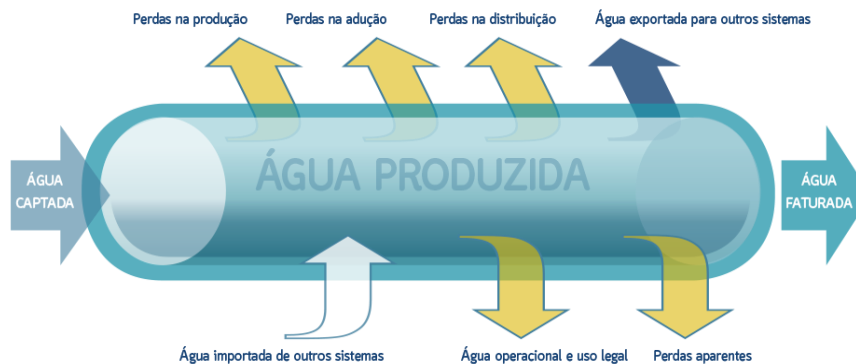 Perdas na produção
Perdas na adução
Perdas na distribuição
Água exportada para outros sistemas
ÁGUA
CAPTADA
ÁGUA PRODUZIDA
ÁGUA
FATURADA
Água importada de outros sistemas
Água operacional e uso legal
Perdas aparentes